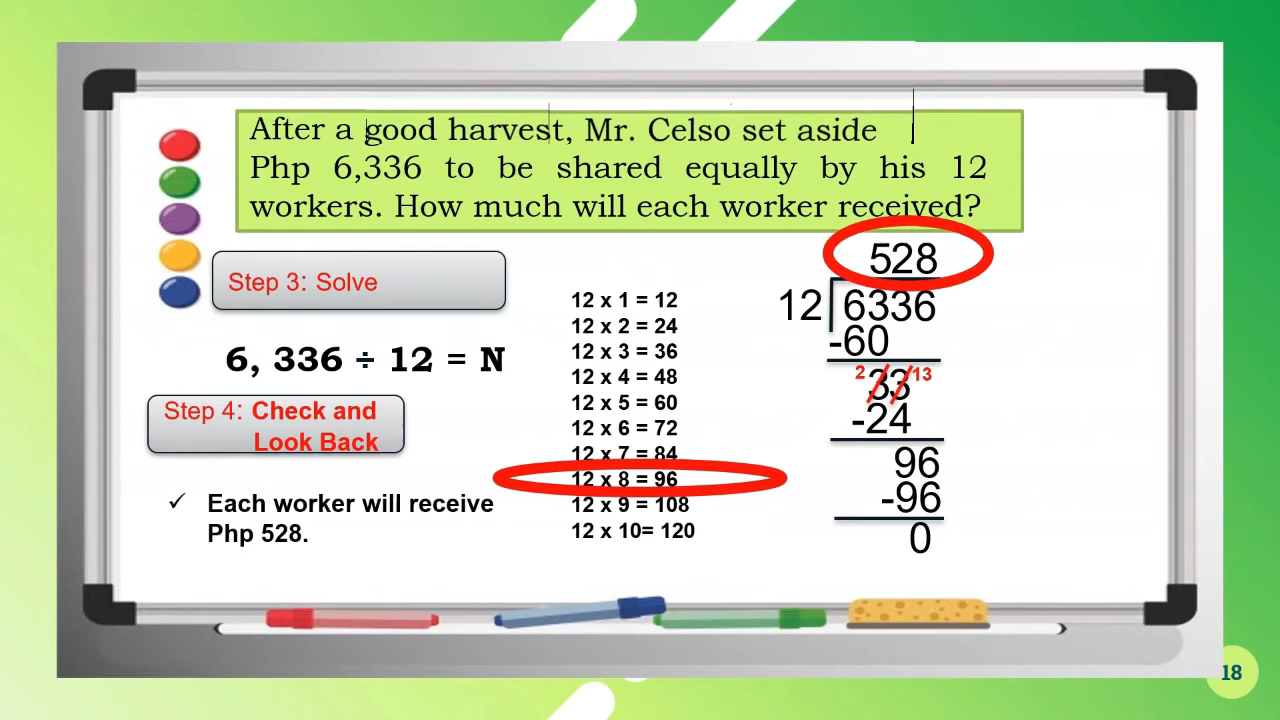 After a good harvest, Mr. Celso set aside
Php 6,336 to be shared equally by his 12
workers. How much will each worker received?
Step 3: Solve
6, 336 ÷ 12 = N
Step 4: Check and
Look Back
✓ Each worker will receive
Php 528.
12 x 1 = 12
12 x 2 = 24
12 x 3 = 36
12 x 4 = 48
12 x 5 = 60
12 x 6 = 72
12 x 7 = 84
12 x 8 = 96
12 x 9 = 108
12 x 10= 120
528
12 6336
-60
2 33 13
-24
96
-96
0
18